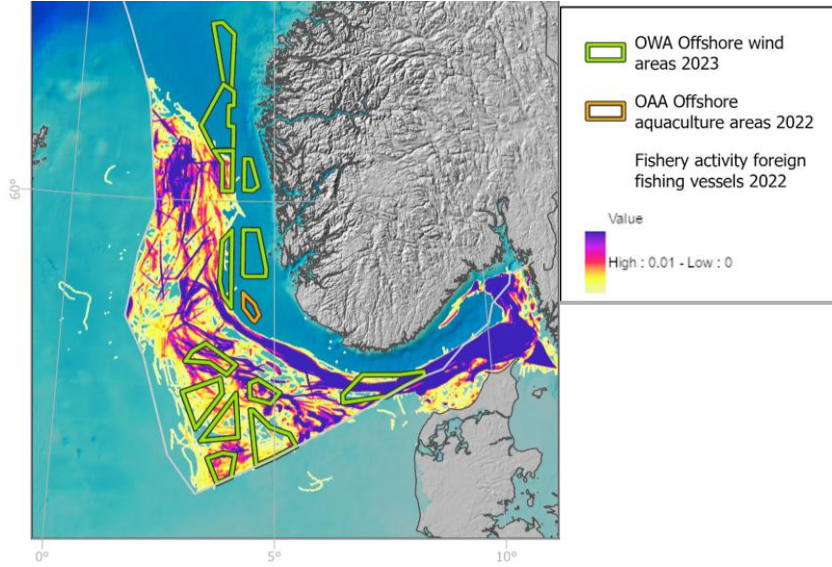 OWA Offshore wind
areas 2023
OAA Offshore
aquaculture areas 2022
Fishery activity foreign
fishing vessels 2022
Value
High : 0.01 - Low : 0
60°
0°
5°
10°